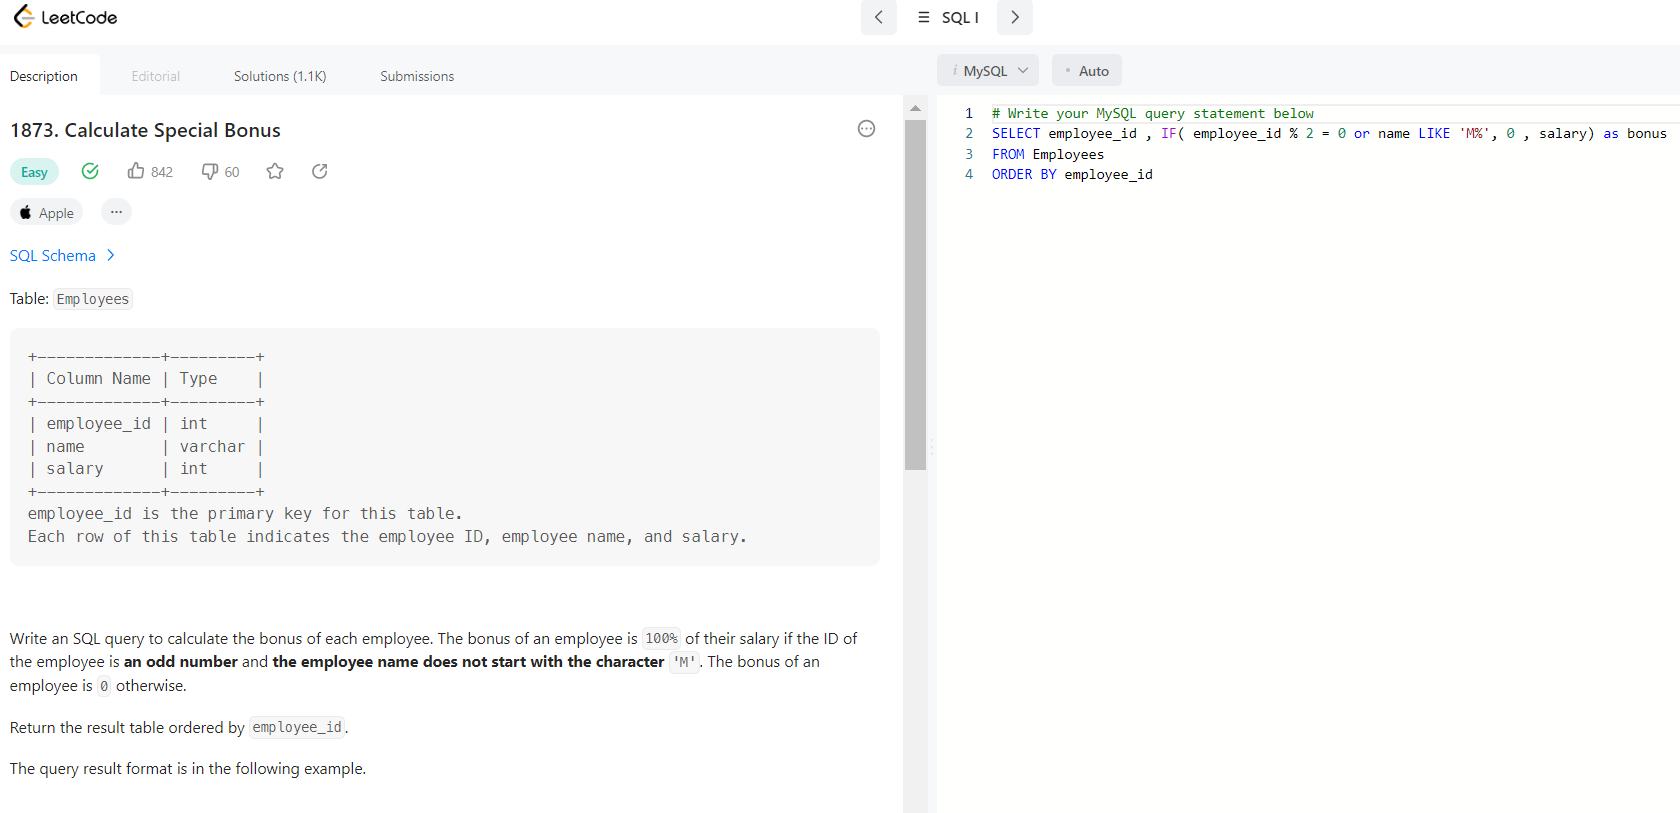 LeetCode
SQL I
Description Editorial Solutions (1.1K) Submissions
i MySQL Auto
1873. Calculate Special Bonus
Easy 842 60
Apple ...
SQL Schema
Table: Employees
+-------------+---------+
| Column Name | Type    |
+-------------+---------+
| employee_id | int     |
| name        | varchar |
| salary      | int     |
+-------------+---------+
employee_id is the primary key for this table.
Each row of this table indicates the employee ID, employee name, and salary.
Write an SQL query to calculate the bonus of each employee. The bonus of an employee is 100% of their salary if the ID of
the employee is an odd number and the employee name does not start with the character 'M'. The bonus of an
employee is 0 otherwise.
Return the result table ordered by employee_id.
The query result format is in the following example.
1 # Write your MySQL query statement below
2 SELECT employee_id , IF( employee_id % 2 = 0 or name LIKE 'M%', 0 , salary) as bonus
3 FROM Employees
4 ORDER BY employee_id